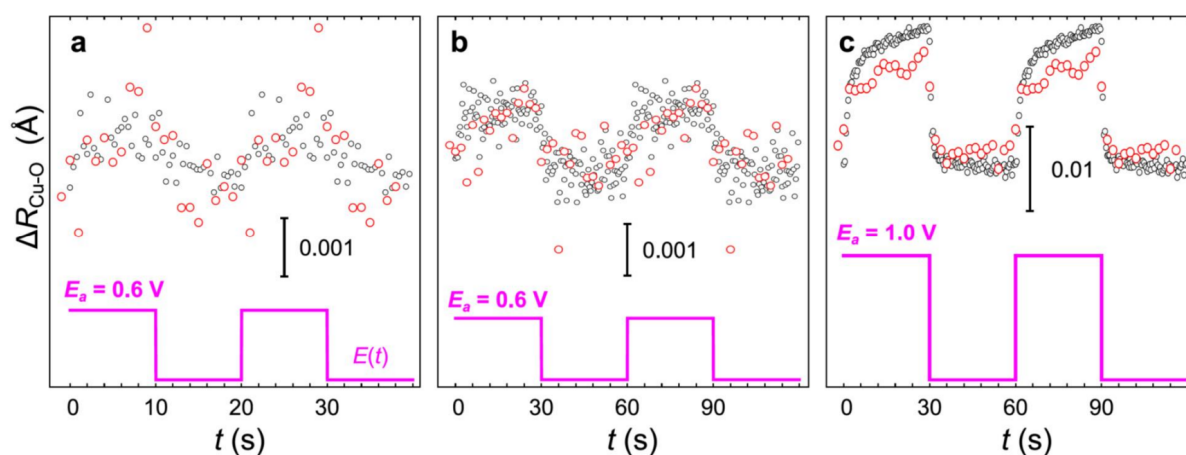 a
b
c
ΔR_Cu-O (Å)
0.001
0.001
0.01
E_a = 0.6 V
E_a = 0.6 V
E_a = 1.0 V
E(t)
0 10 20 30
0 30 60 90
0 30 60 90
t (s)
t (s)
t (s)